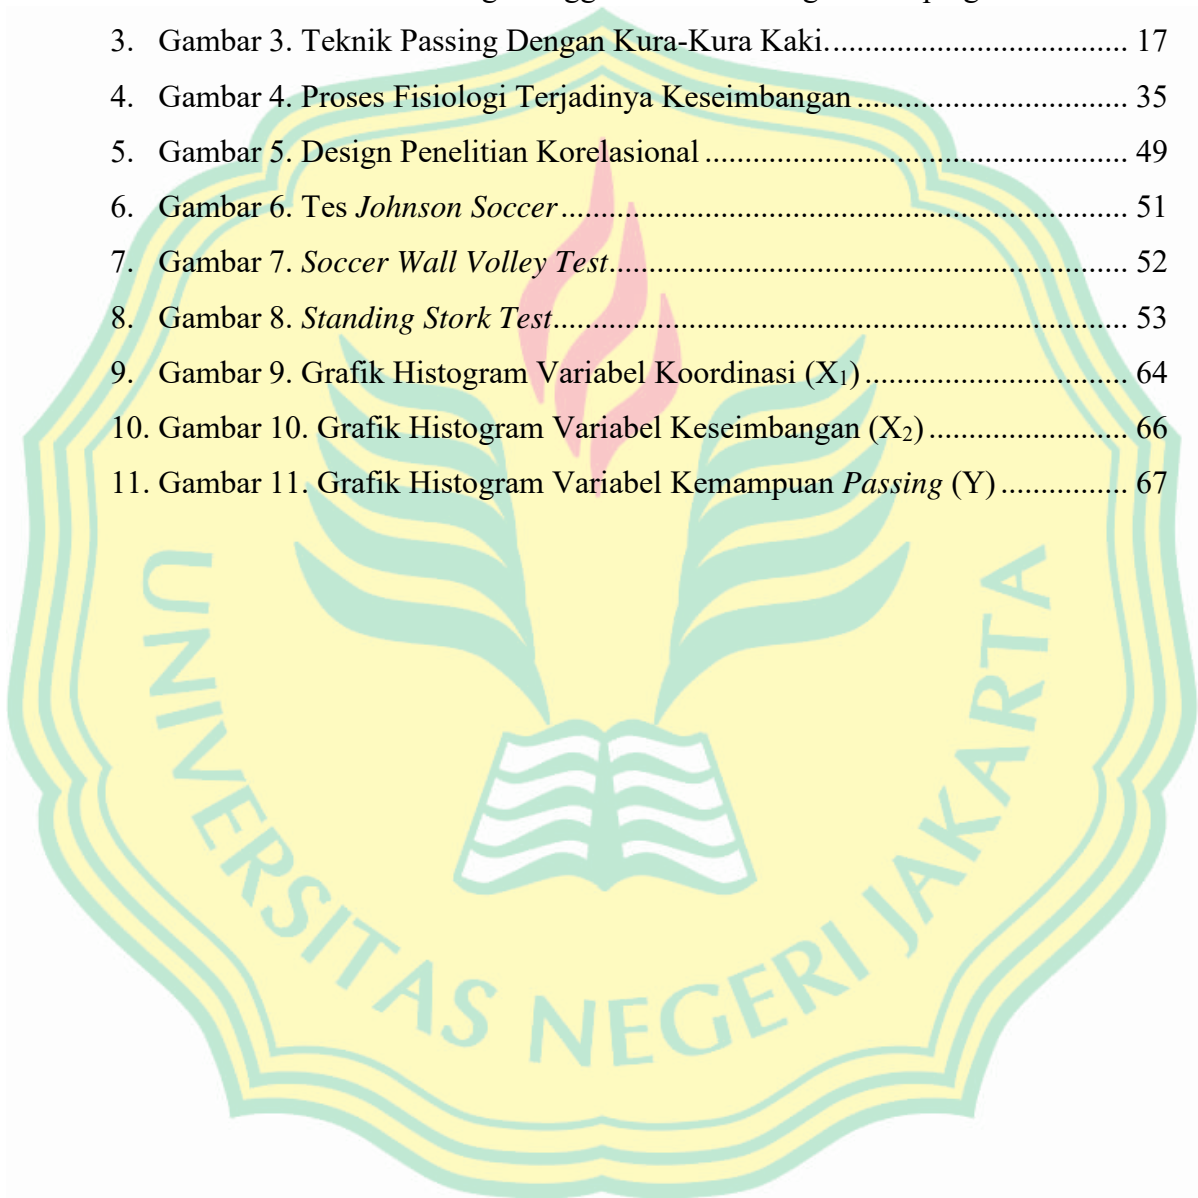 3. Gambar 3. Teknik Passing Dengan Kura-Kura Kaki............................... 17
4. Gambar 4. Proses Fisiologi Terjadinya Keseimbangan............................ 35
5. Gambar 5. Design Penelitian Korelasional............................................. 49
6. Gambar 6. Tes Johnson Soccer............................................................. 51
7. Gambar 7. Soccer Wall Volley Test....................................................... 52
8. Gambar 8. Standing Stork Test............................................................. 53
9. Gambar 9. Grafik Histogram Variabel Koordinasi (X₁)........................... 64
10. Gambar 10. Grafik Histogram Variabel Keseimbangan (X₂)..................... 66
11. Gambar 11. Grafik Histogram Variabel Kemampuan Passing (Y)................ 67
UNIVERSITAS NEGERI JAKARTA